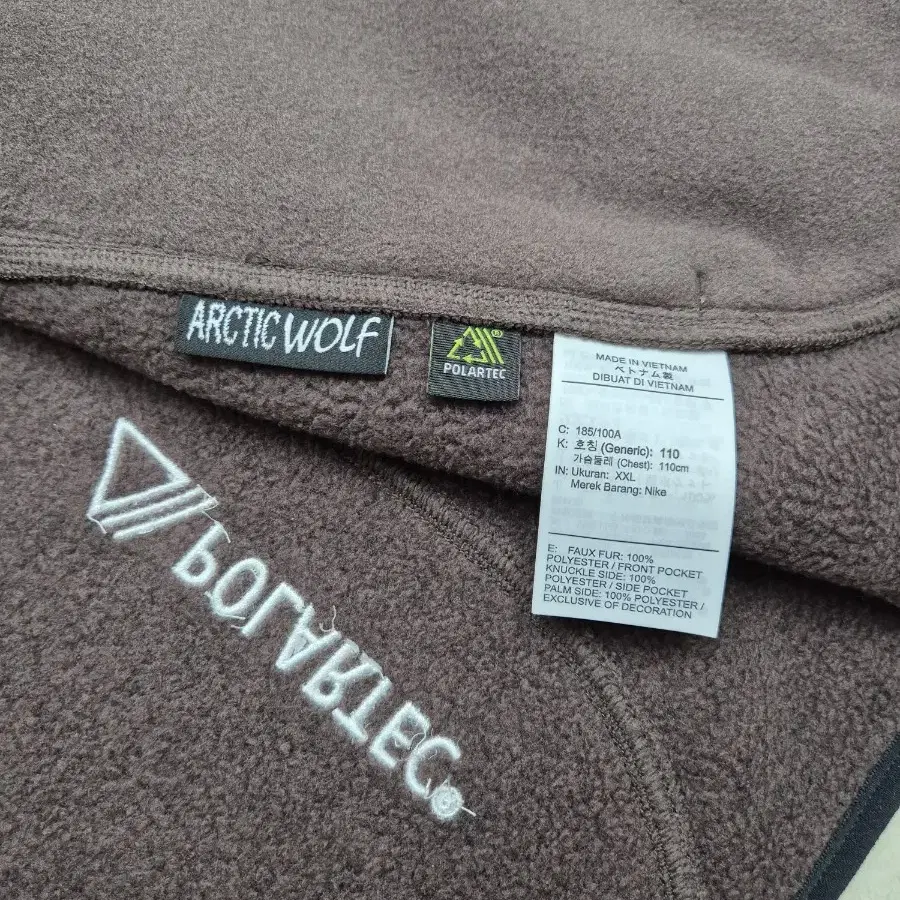 ARCTIC WOLF
POLARTEC
MADE IN VIETNAM
ベトナム製
DIBUAT DI VIETNAM
C: 185/100A
K: 호칭 (Generic): 110
가슴둘레 (Chest): 110cm
IN: Ukuran: XXL
Merek Barang: Nike
E: FAUX FUR: 100%
POLYESTER / FRONT POCKET
KNUCKLE SIDE: 100%
POLYESTER / SIDE POCKET
PALM SIDE: 100% POLYESTER /
EXCLUSIVE OF DECORATION
POLARTEC®